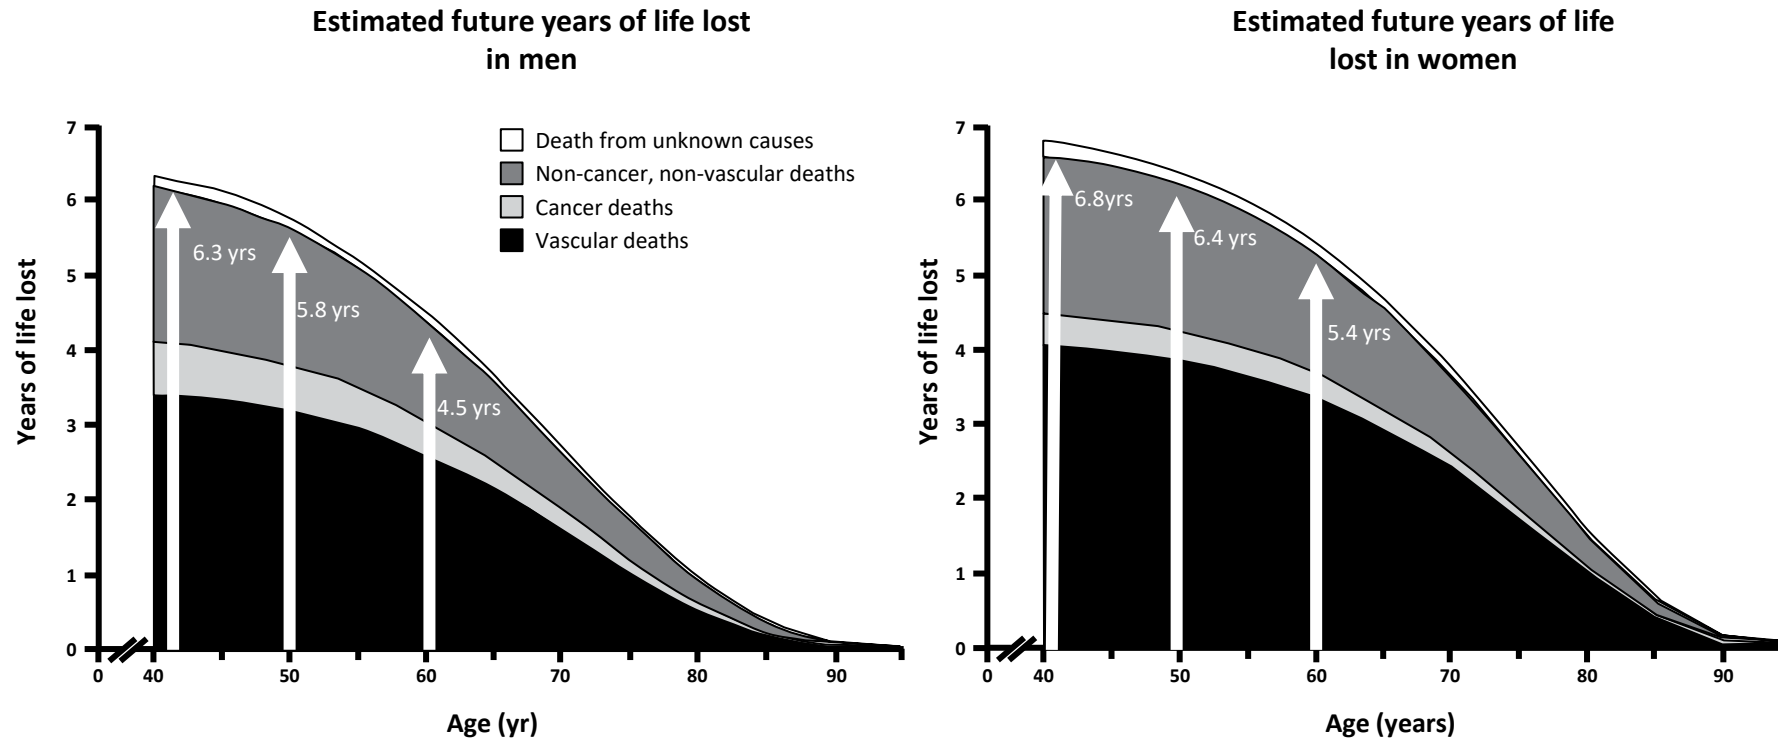 Estimated future years of life lost
in men
7
6
5
4
3
2
1
0
Years of life lost
Death from unknown causes
Non-cancer, non-vascular deaths
Cancer deaths
Vascular deaths
6.3 yrs
5.8 yrs
4.5 yrs
0 40 50 60 70 80 90
Age (yr)
Estimated future years of life
lost in women
7
6
5
4
3
2
1
0
Years of life lost
6.8yrs
6.4 yrs
5.4 yrs
0 40 50 60 70 80 90
Age (years)